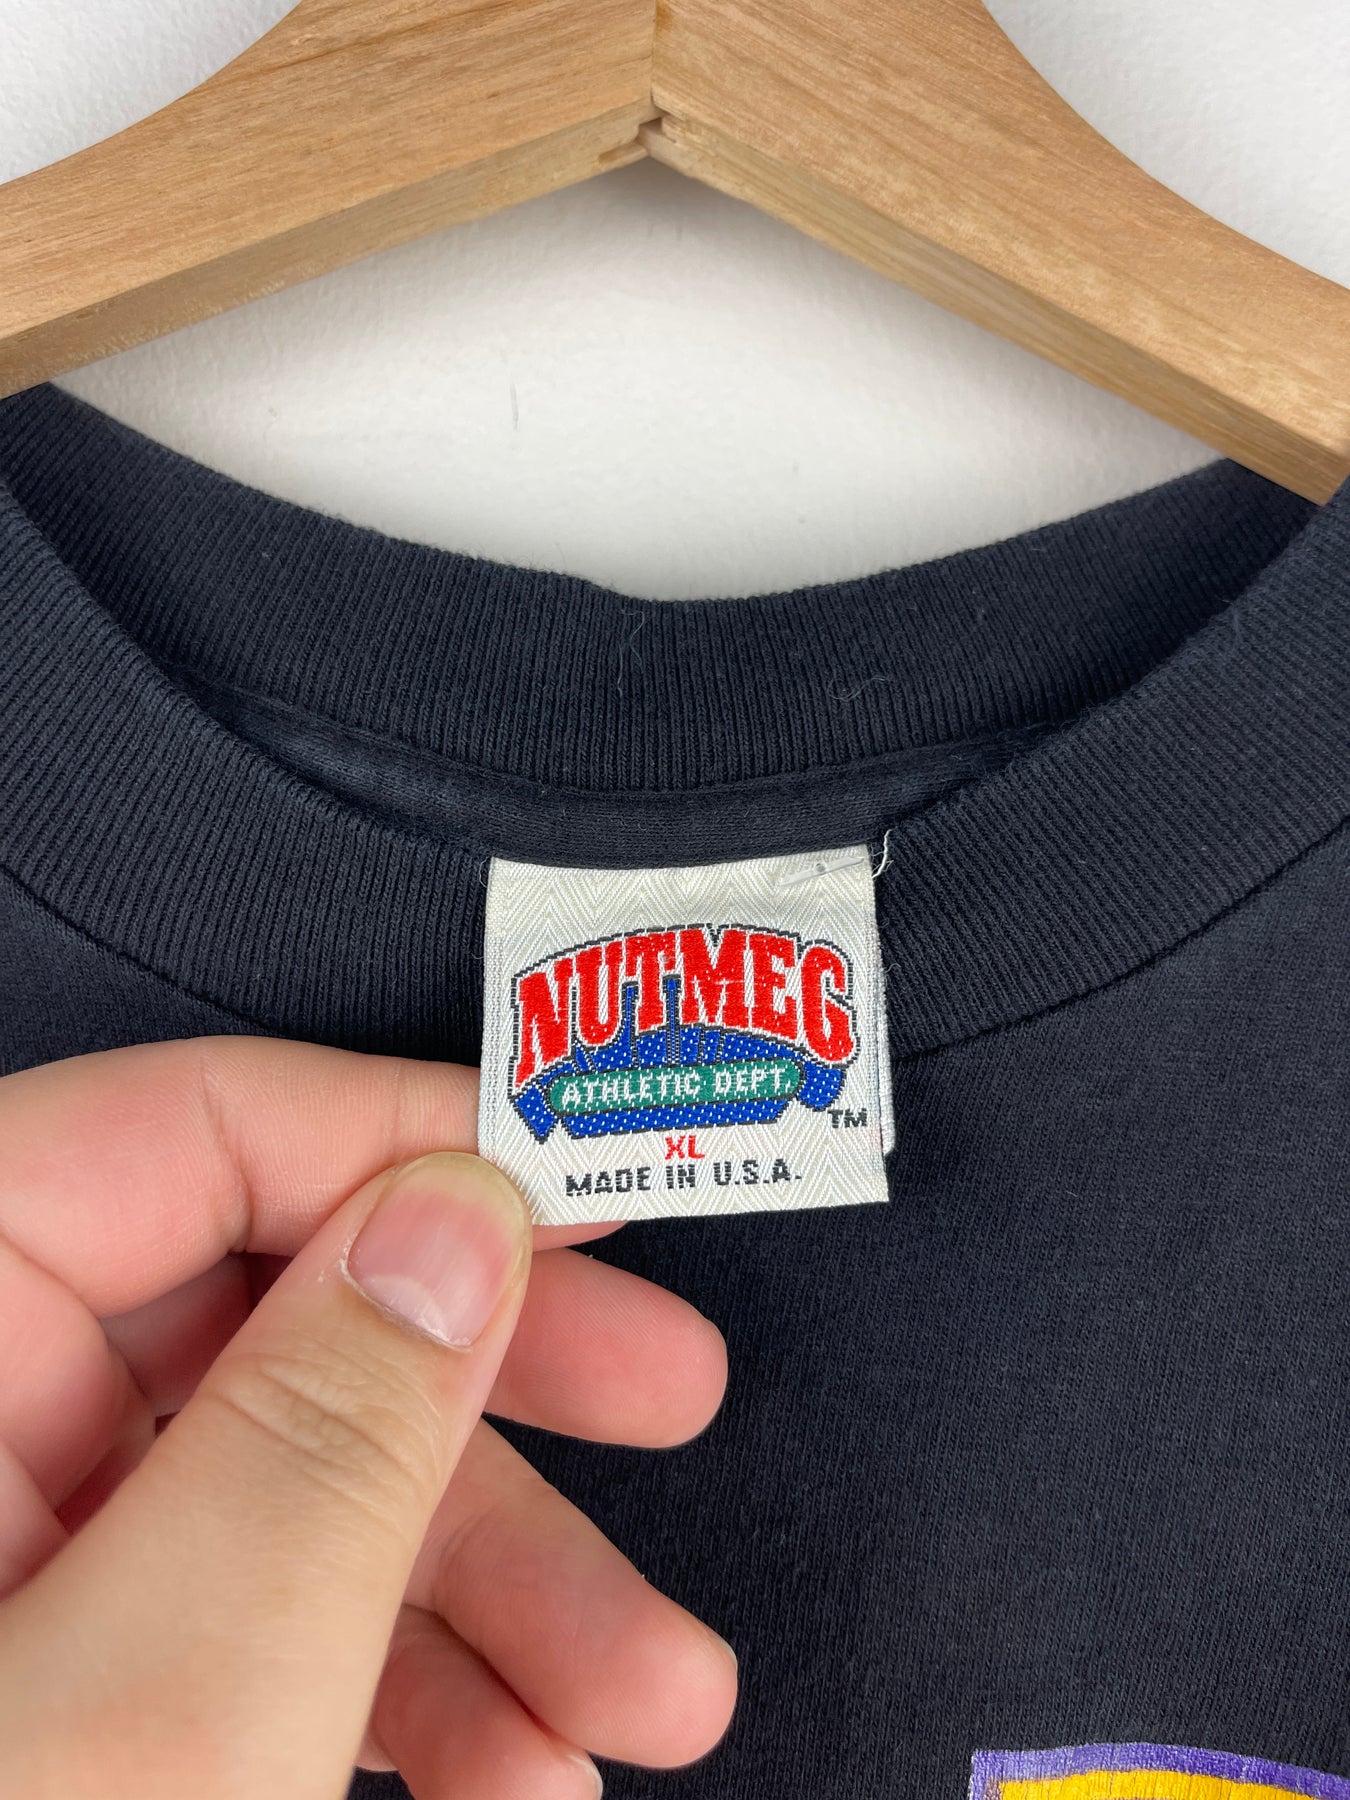 NUTMEG
ATHLETIC DEPT.
TM
XL
MADE IN U.S.A.